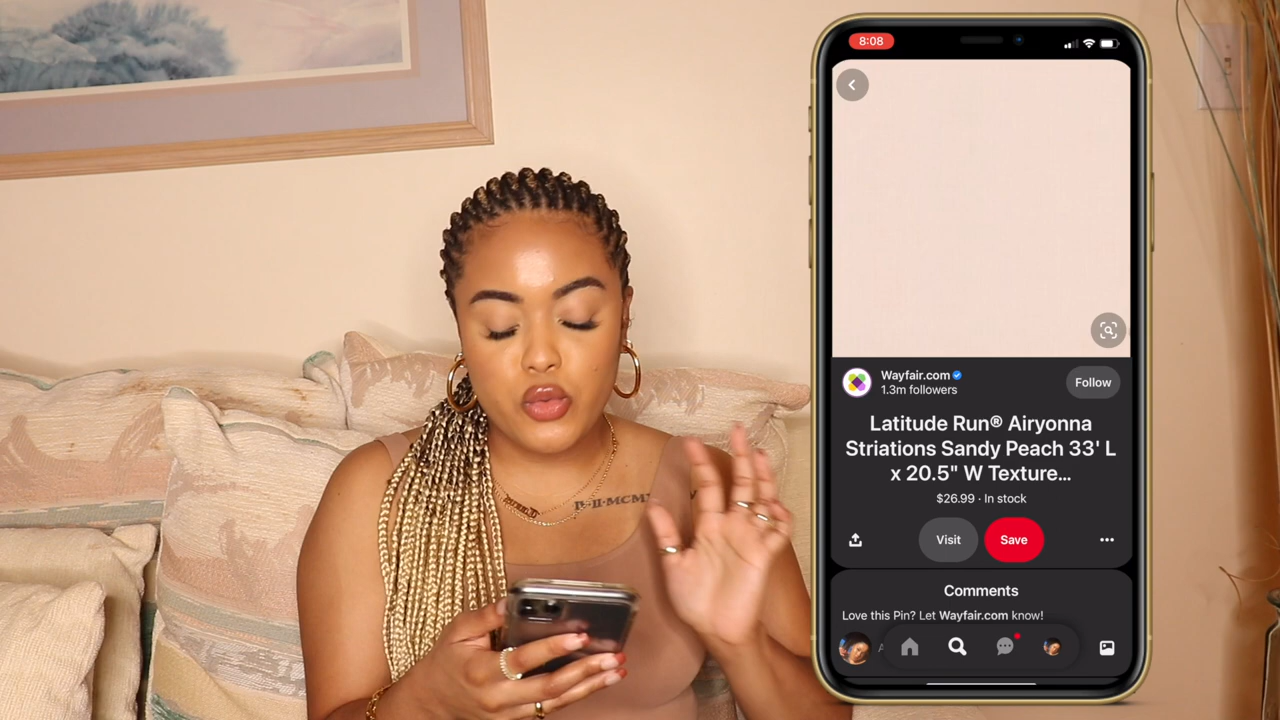 8:08
Wayfair.com
1.3m followers
Follow
Latitude Run® Airyonna
Striations Sandy Peach 33' L
x 20.5" W Texture...
$26.99 · In stock
Visit
Save
Comments
Love this Pin? Let Wayfair.com know!
A